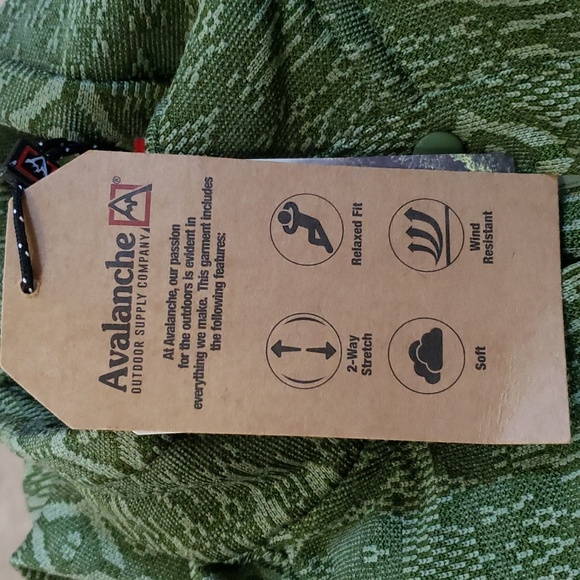 Avalanche®
OUTDOOR SUPPLY COMPANY
At Avalanche, our passion
for the outdoors is evident in
everything we make. This garment includes
the following features:
2-Way
Stretch
Relaxed Fit
Soft
Wind
Resistant